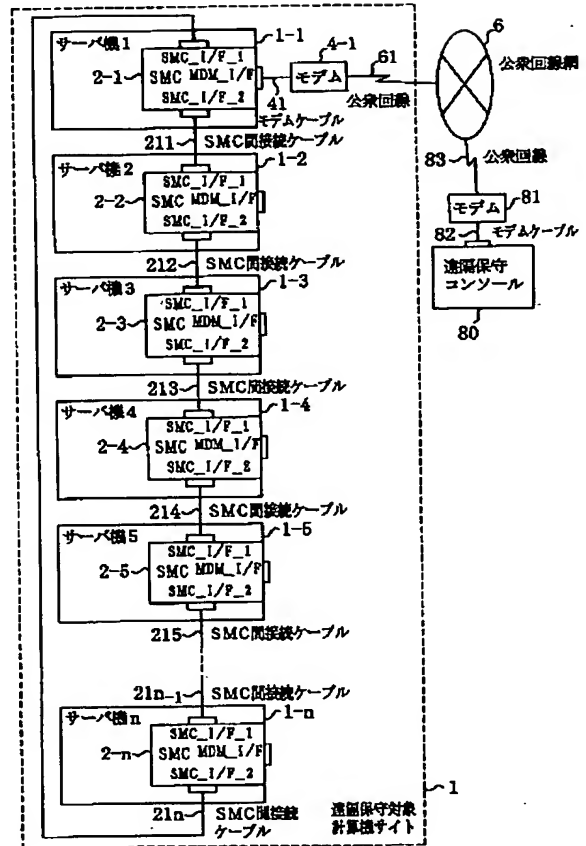 サーバ機1
1-1
2-1
SMC_I/F_1
SMC MDM_I/F
SMC_I/F_2
4-1
モデム
61
公衆回線
41
モデムケーブル
6
公衆回線網
83
公衆回線
81
モデム
82
モデムケーブル
遠隔保守
コンソール
80
211
SMC間接続ケーブル
サーバ機2
1-2
2-2
SMC_I/F_1
SMC MDM_I/F
SMC_I/F_2
212
SMC間接続ケーブル
サーバ機3
1-3
2-3
SMC_I/F_1
SMC MDM_I/F
SMC_I/F_2
213
SMC間接続ケーブル
サーバ機4
1-4
2-4
SMC_I/F_1
SMC MDM_I/F
SMC_I/F_2
214
SMC間接続ケーブル
サーバ機5
1-5
2-5
SMC_I/F_1
SMC MDM_I/F
SMC_I/F_2
215
SMC間接続ケーブル
21n-1
SMC間接続ケーブル
サーバ機n
1-n
2-n
SMC_I/F_1
SMC MDM_I/F
SMC_I/F_2
21n
SMC間接続
ケーブル
遠隔保守対象
計算機サイト
1